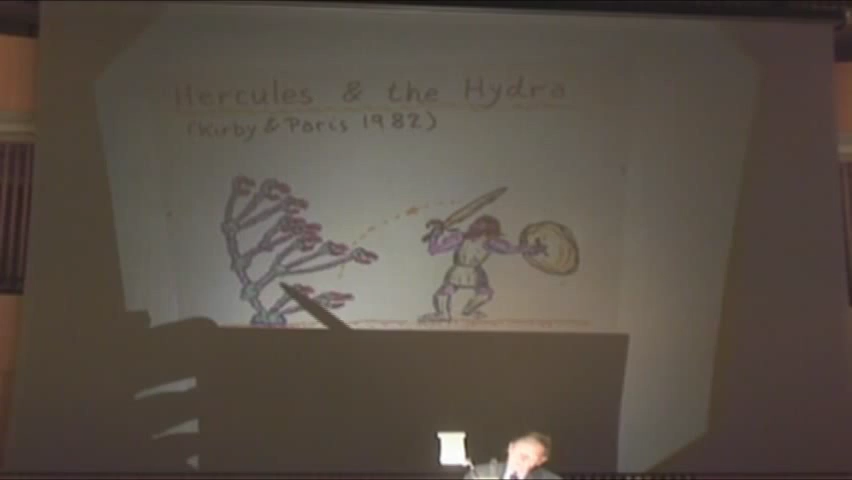 Hercules & the Hydra
(Kirby & Paris 1982)